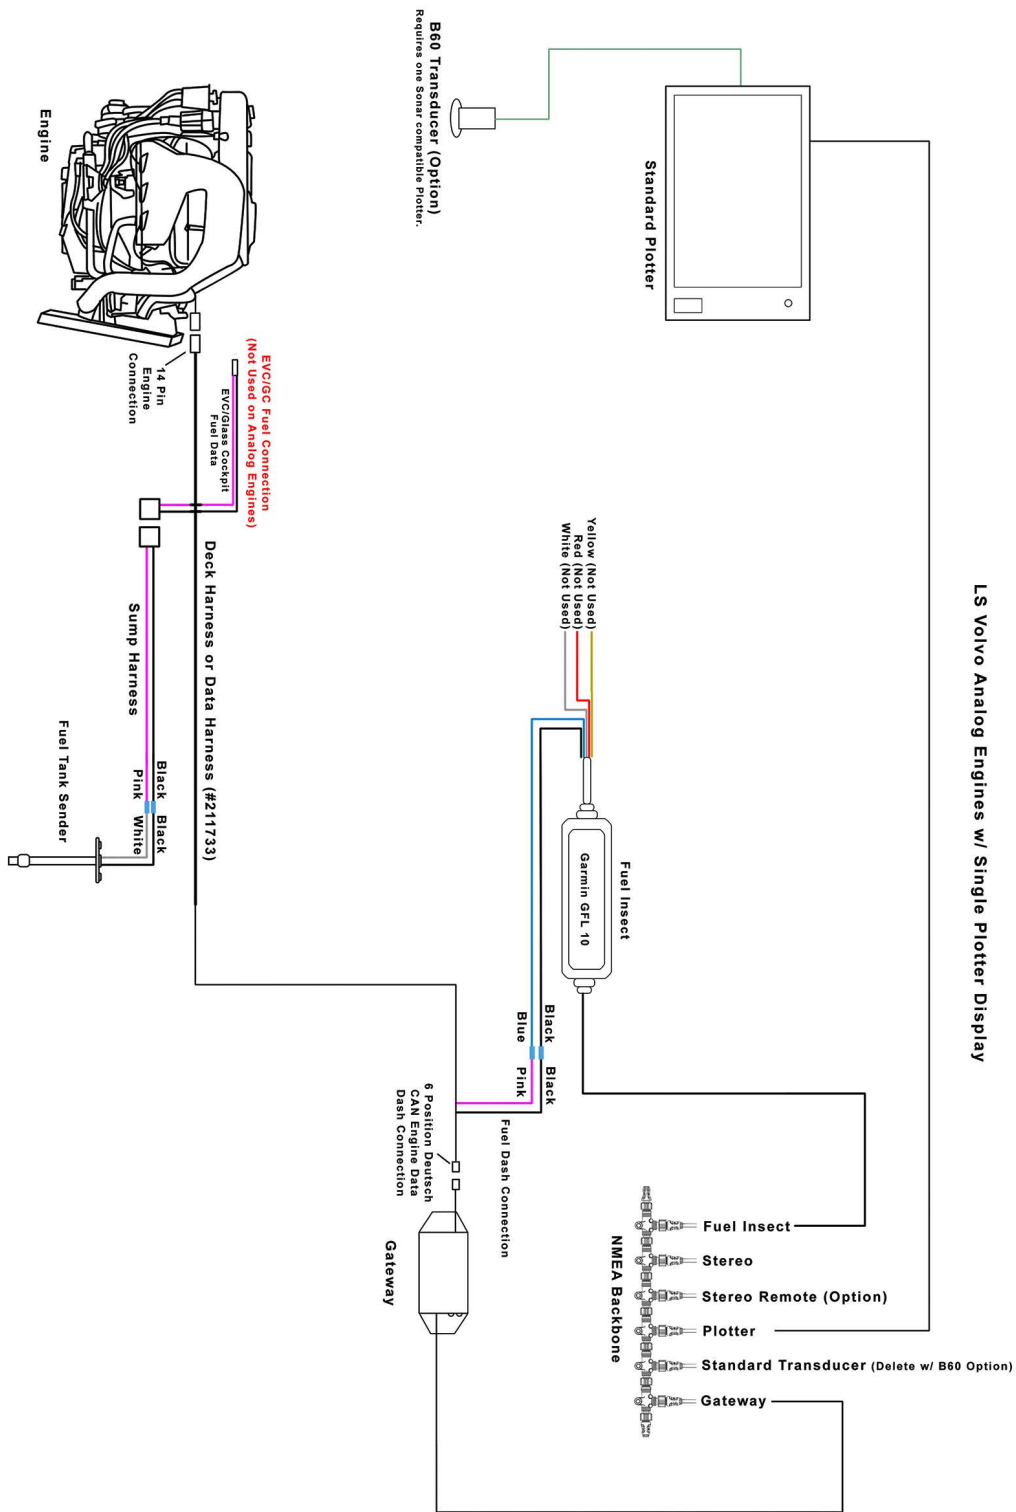 LS Volvo Analog Engines w/ Single Plotter Display
B60 Transducer (Option)
Requires one Sonar compatible Plotter.
Standard Plotter
Engine
14 Pin
Engine
Connection
EVC/GC Fuel Connection
(Not Used on Analog Engines)
EVC/Glass Cockpit
Fuel Data
Deck Harness or Data Harness (#211733)
Sump Harness
Black
Black
Pink
White
Fuel Tank Sender
Yellow (Not Used)
Red (Not Used)
White (Not Used)
Fuel Insect
Garmin GFL 10
Black
Black
Blue
Pink
Fuel Dash Connection
6 Position Deutsch
CAN Engine Data
Dash Connection
Gateway
NMEA Backbone
Fuel Insect
Stereo
Stereo Remote (Option)
Plotter
Standard Transducer (Delete w/ B60 Option)
Gateway